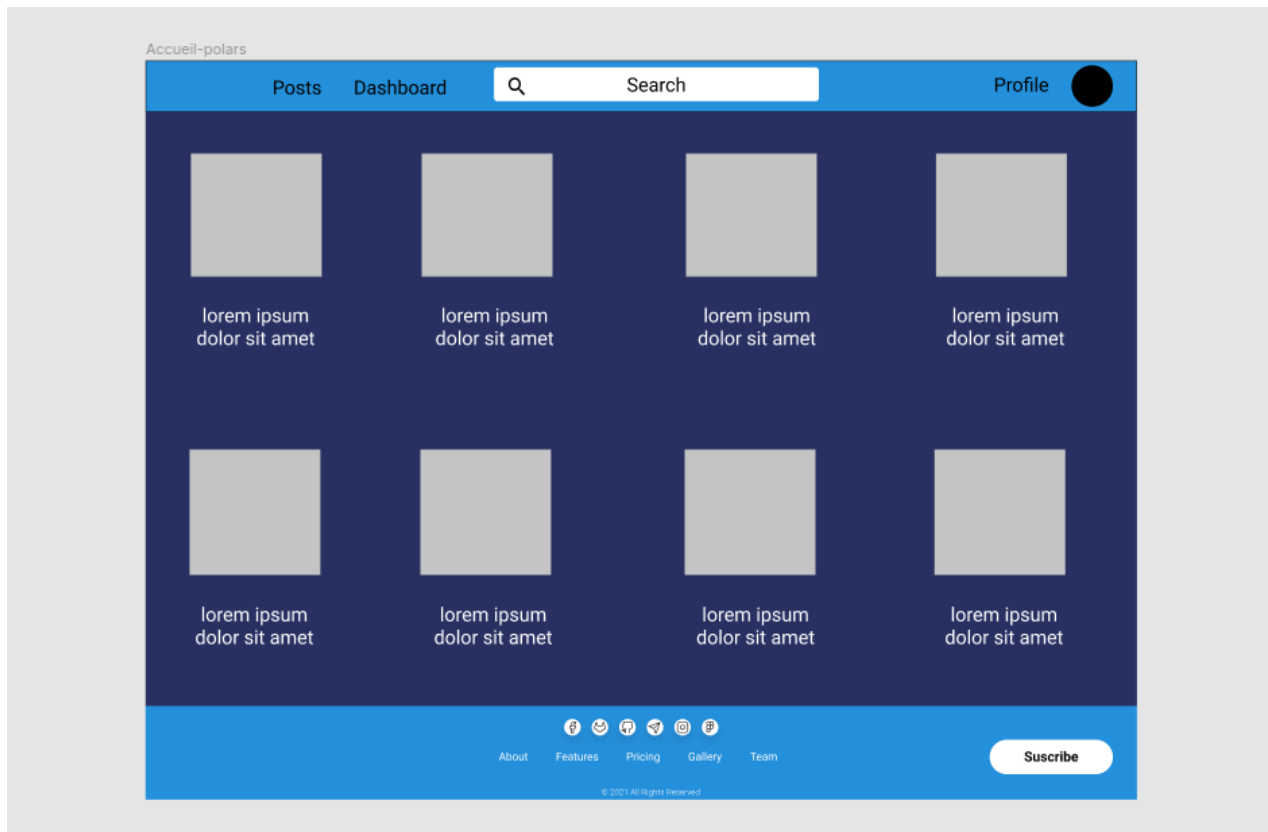 Accueil-polars
Posts Dashboard Search Profile
lorem ipsum lorem ipsum lorem ipsum lorem ipsum
dolor sit amet dolor sit amet dolor sit amet dolor sit amet
lorem ipsum lorem ipsum lorem ipsum lorem ipsum
dolor sit amet dolor sit amet dolor sit amet dolor sit amet
About Features Pricing Gallery Team
Suscribe
© 2021 All Rights Reserved